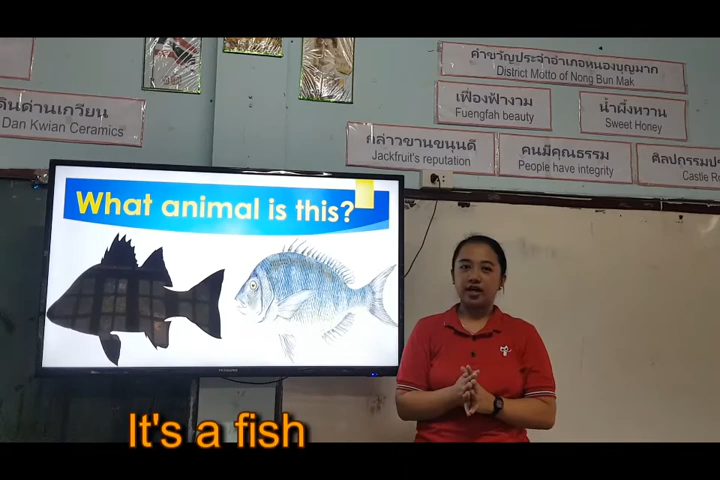 คำขวัญประจำอำเภอหนองบุญมาก
District Motto of Nong Bun Mak
เฟื่องฟ้างาม
Fuengfah beauty
น้ำผึ้งหวาน
Sweet Honey
ดินด่านเกวียน
Dan Kwian Ceramics
กล่าวขานขนุนดี
Jackfruit's reputation
คนมีคุณธรรม
People have integrity
ศิลปกรรมปร
Castle Ro
What animal is this?
It's a fish